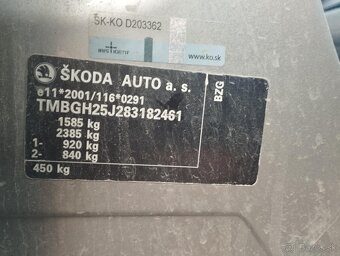 SK-KO D203362
www.ko.sk
ŠKODA AUTO a. s.
e11*2001/116*0291
TMBGH25J283182461
1585 kg
2385 kg
1- 920 kg
2- 840 kg
450 kg
BZG